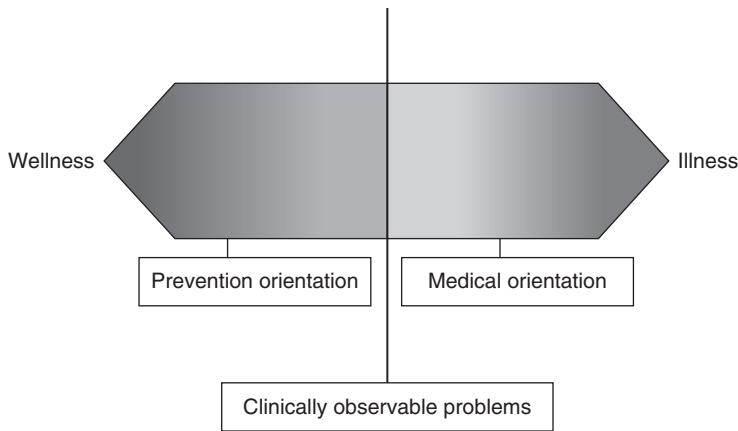 Wellness
Illness
Prevention orientation
Medical orientation
Clinically observable problems